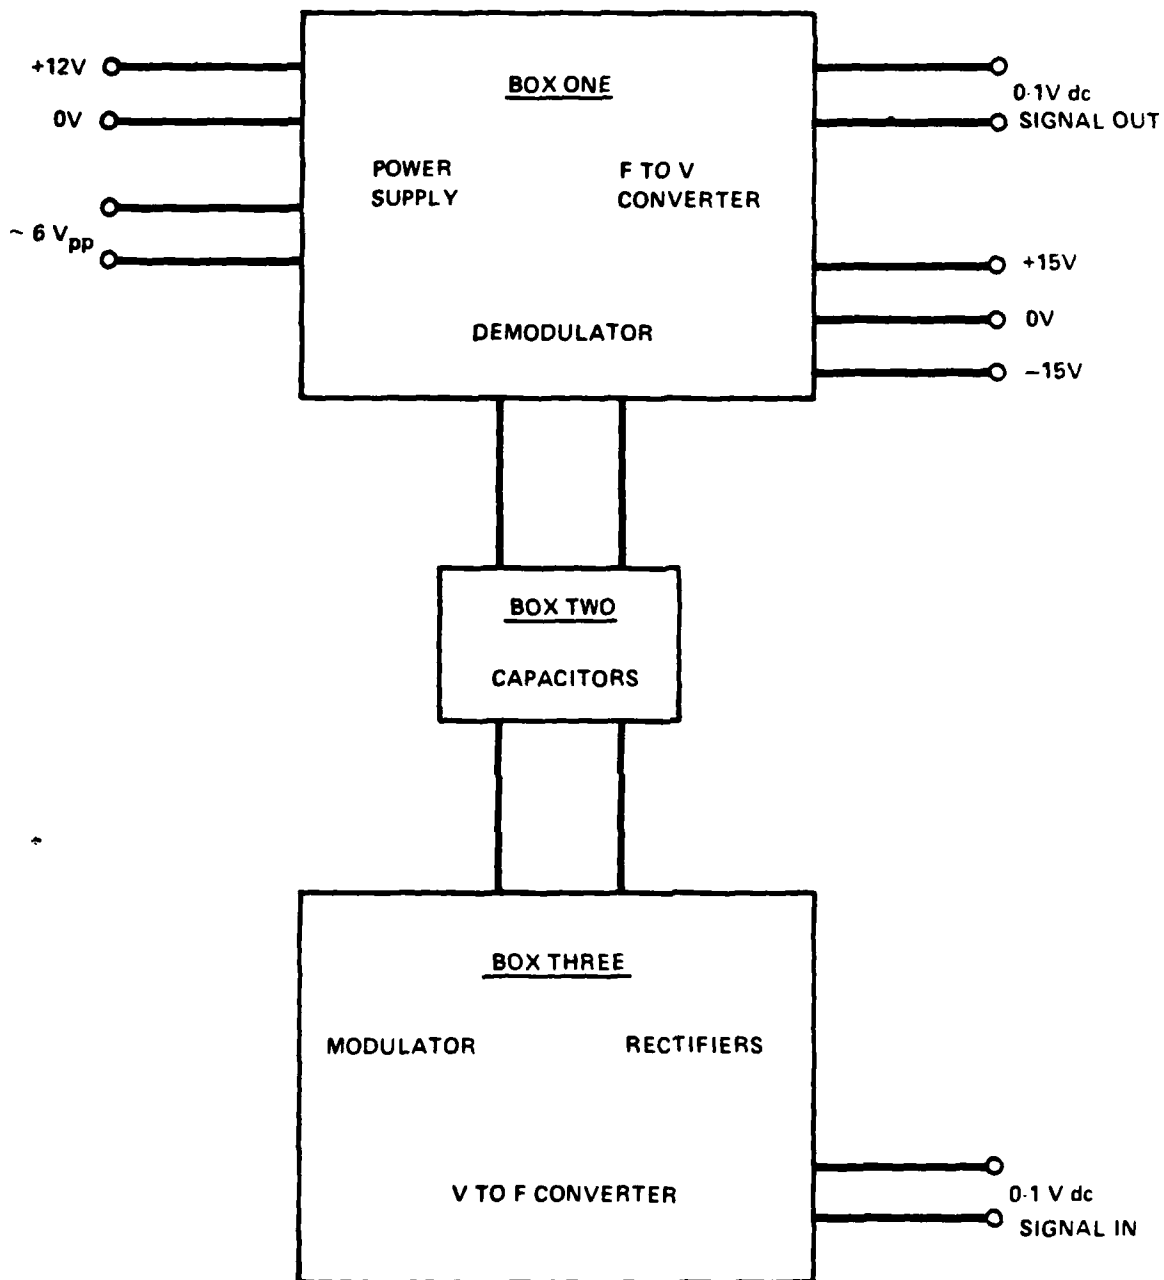 +12V
0V
~ 6 Vpp
BOX ONE
POWER
SUPPLY
F TO V
CONVERTER
DEMODULATOR
0·1V dc
SIGNAL OUT
+15V
0V
−15V
BOX TWO
CAPACITORS
BOX THREE
MODULATOR
RECTIFIERS
V TO F CONVERTER
0·1 V dc
SIGNAL IN